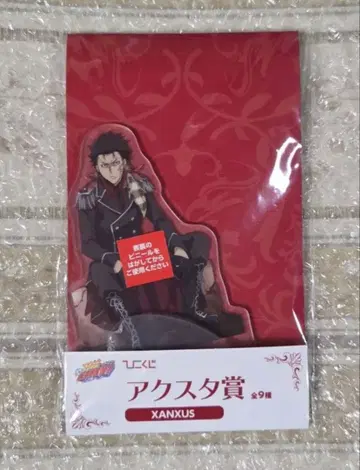 表面の
ビニールを
はがしてから
ご使用ください
REBORN!
ひこくじ
アクスタ賞 全9種
XANXUS